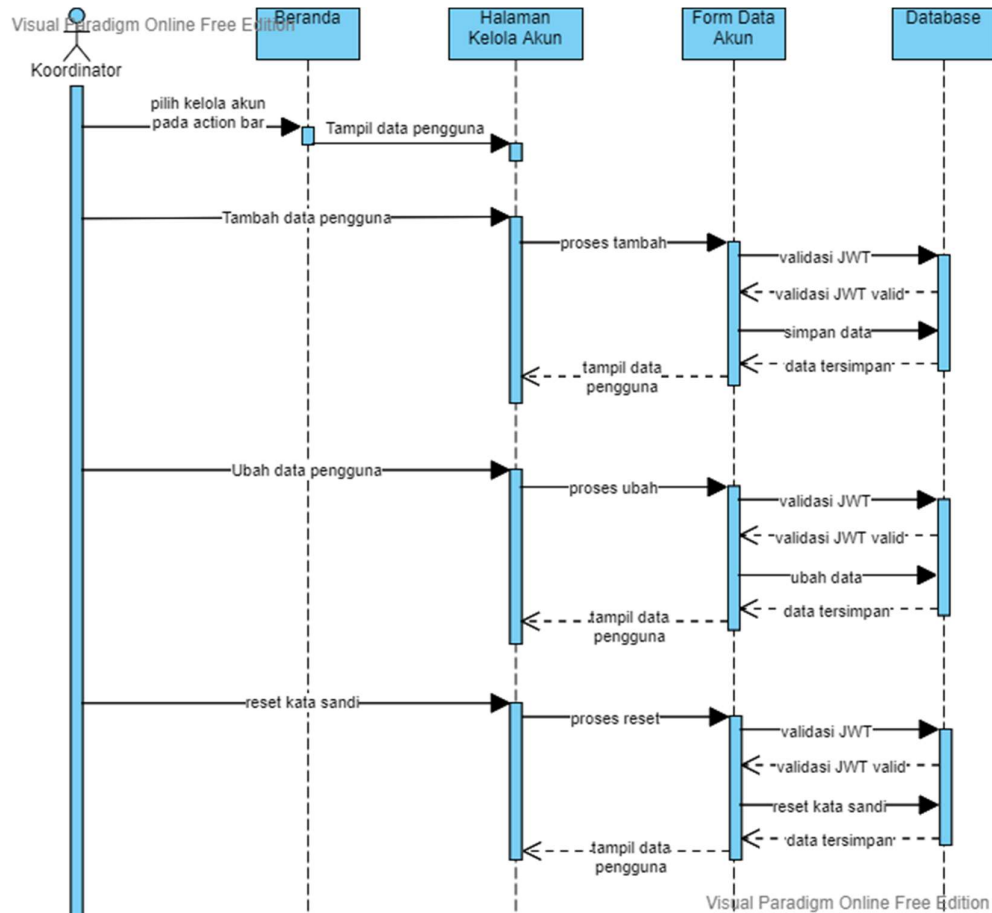 Visual Paradigm Online Free Edition
Koordinator
Beranda
Halaman
Kelola Akun
Form Data
Akun
Database
pilih kelola akun
pada action bar
Tampil data pengguna
Tambah data pengguna
proses tambah
validasi JWT
validasi JWT valid
simpan data
data tersimpan
tampil data
pengguna
Ubah data pengguna
proses ubah
validasi JWT
validasi JWT valid
ubah data
data tersimpan
tampil data
pengguna
reset kata sandi
proses reset
validasi JWT
validasi JWT valid
reset kata sandi
data tersimpan
tampil data
pengguna
Visual Paradigm Online Free Edition